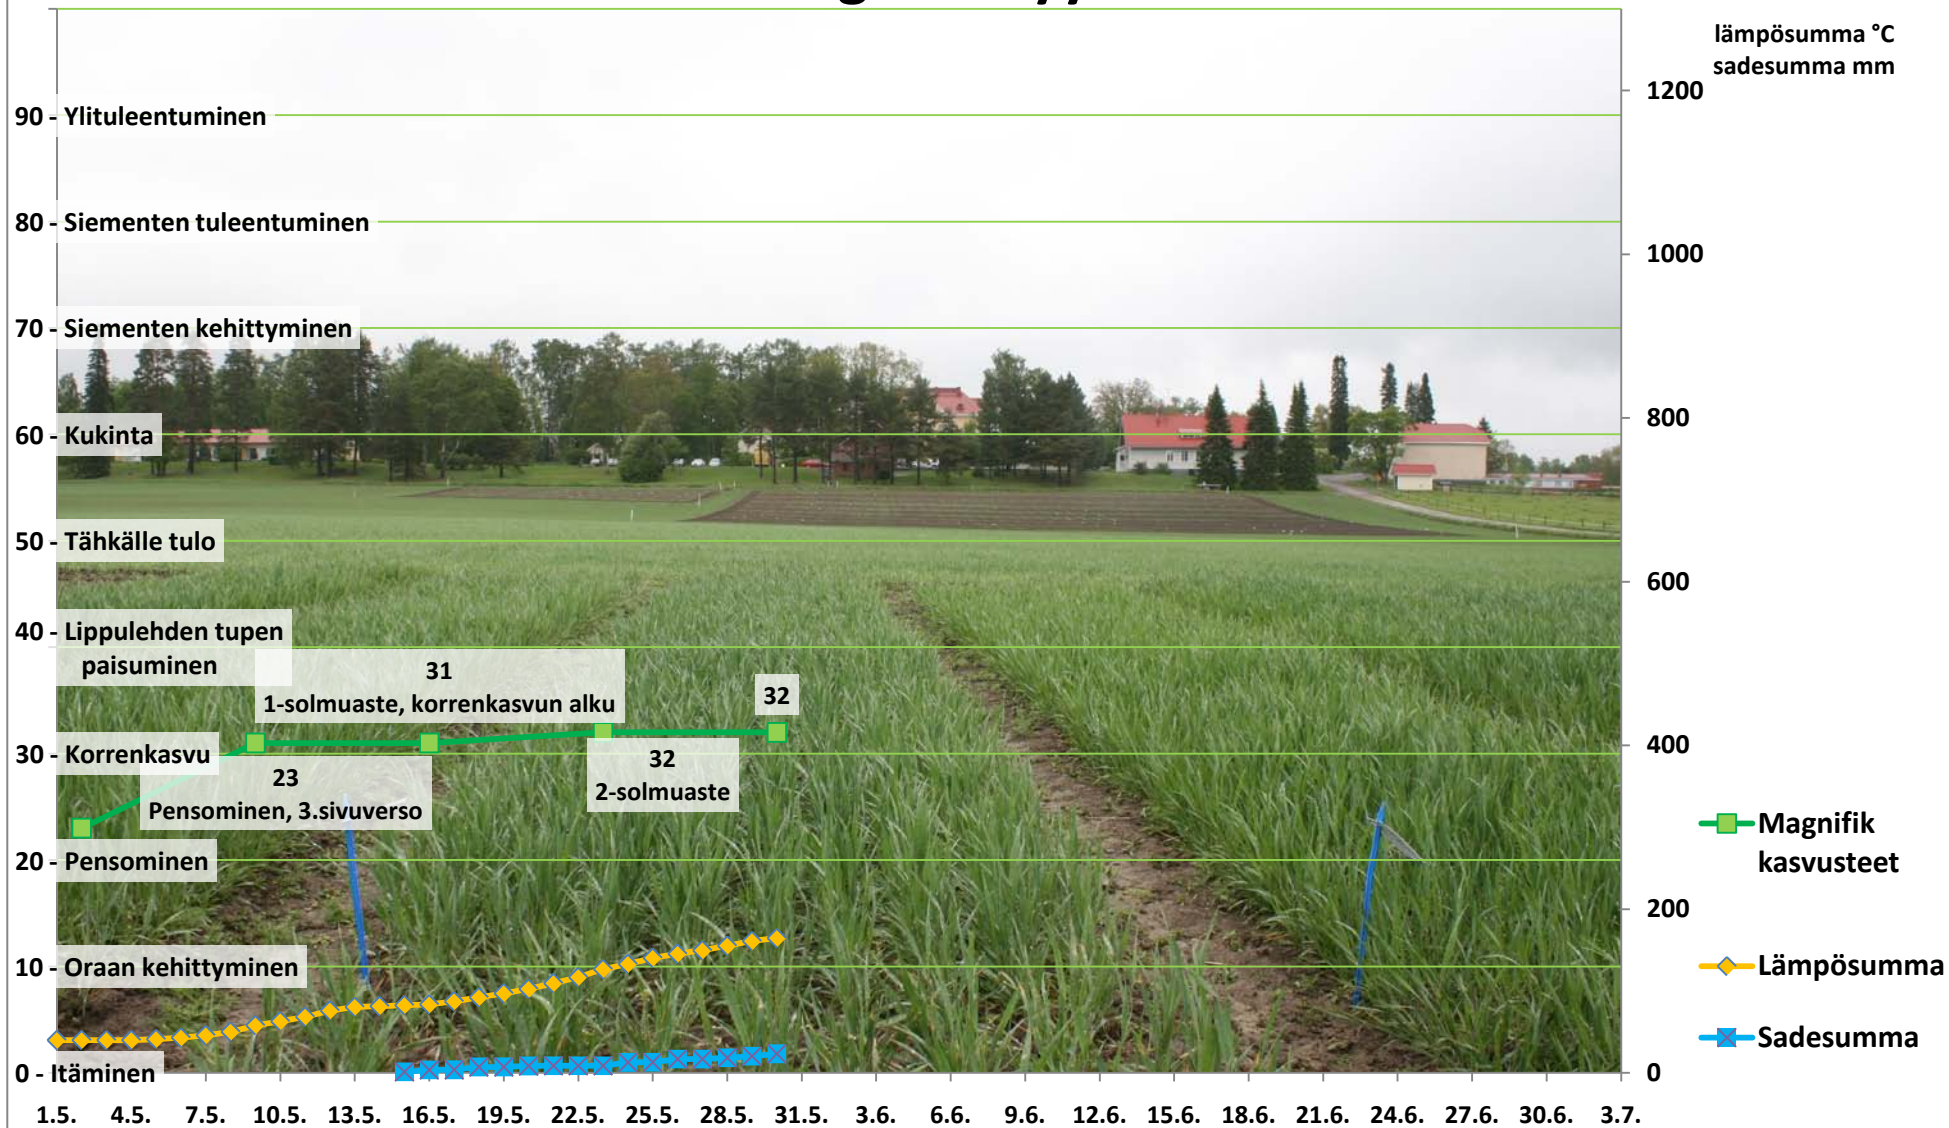 lämpösumma °C
sadesumma mm
1200
90 - Ylituleentuminen
80 - Siementen tuleentuminen
1000
70 - Siementen kehittyminen
800
60 - Kukinta
50 - Tähkälle tulo
600
40 - Lippulehden tupen
paisuminen
31
1-solmuaste, korrenkasvun alku
32
30 - Korrenkasvu
400
23
Pensominen, 3.sivuverso
32
2-solmuaste
Magnifik
kasvusteet
20 - Pensominen
200
10 - Oraan kehittyminen
Lämpösumma
Sadesumma
0 - Itäminen
0
1.5. 4.5. 7.5. 10.5. 13.5. 16.5. 19.5. 22.5. 25.5. 28.5. 31.5. 3.6. 6.6. 9.6. 12.6. 15.6. 18.6. 21.6. 24.6. 27.6. 30.6. 3.7.